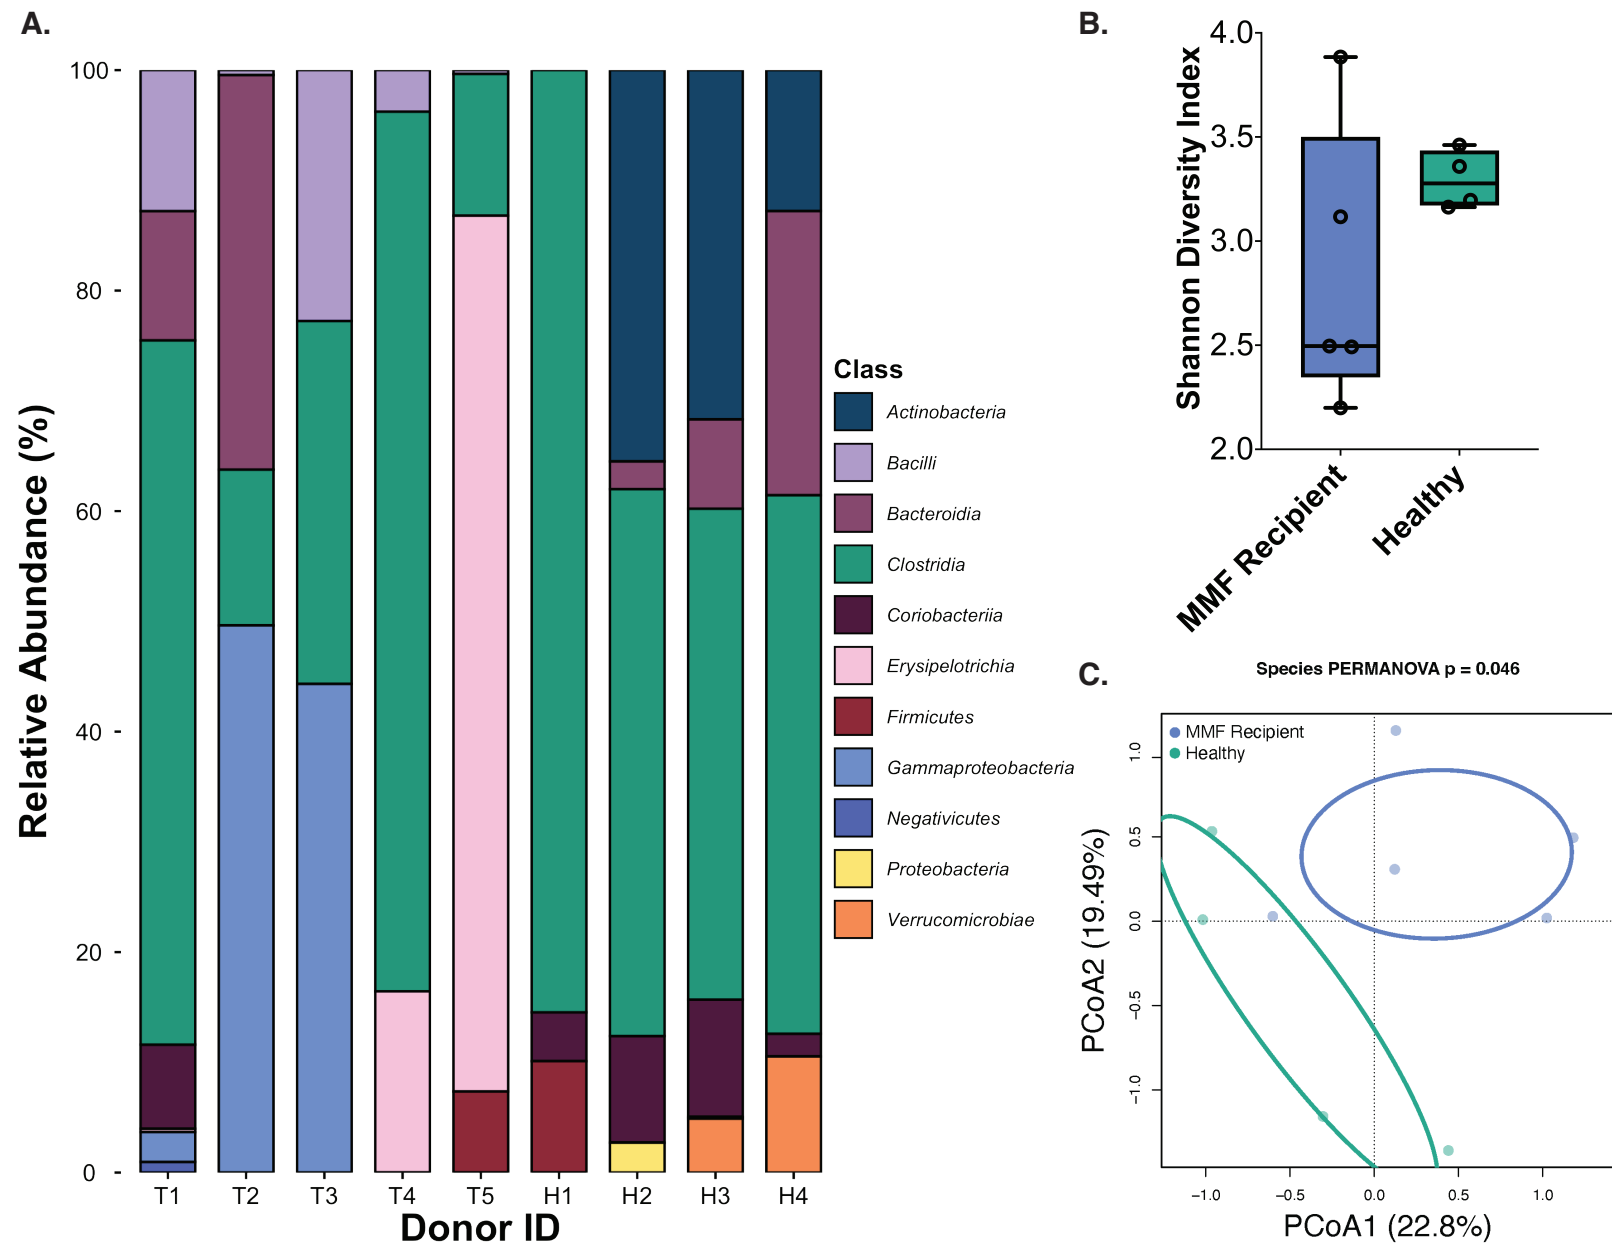 A.
100
80
60
40
20
0
Relative Abundance (%)
T1 T2 T3 T4 T5 H1 H2 H3 H4
Donor ID
Class
Actinobacteria
Bacilli
Bacteroidia
Clostridia
Coriobacteriia
Erysipelotrichia
Firmicutes
Gammaproteobacteria
Negativicutes
Proteobacteria
Verrucomicrobiae
B.
Shannon Diversity Index
4.0
3.5
3.0
2.5
2.0
MMF Recipient
Healthy
C.
Species PERMANOVA p = 0.046
MMF Recipient
Healthy
PCoA2 (19.49%)
1.0
0.5
0.0
−0.5
−1.0
−1.0 −0.5 0.0 0.5 1.0
PCoA1 (22.8%)